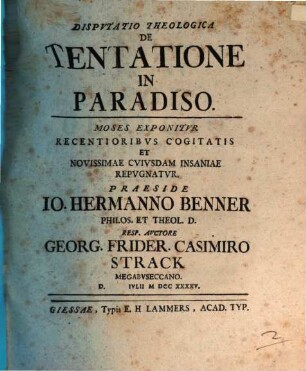 DISPVTATIO THEOLOGICA
DE
TENTATIONE
IN
PARADISO.
MOSES EXPONITVR
RECENTIORIBVS COGITATIS
ET
NOVISSIMAE CVIVSDAM INSANIAE
REPVGNATVR,
PRAESIDE
IO. HERMANNO BENNER
PHILOS. ET THEOL. D.
RESP. AVCTORE
GEORG. FRIDER. CASIMIRO
STRACK
MEGABVSECCANO.
D. IVLII M DCC XXXXV.
GIESSAE, Typis E. H LAMMERS, ACAD. TYP.
2